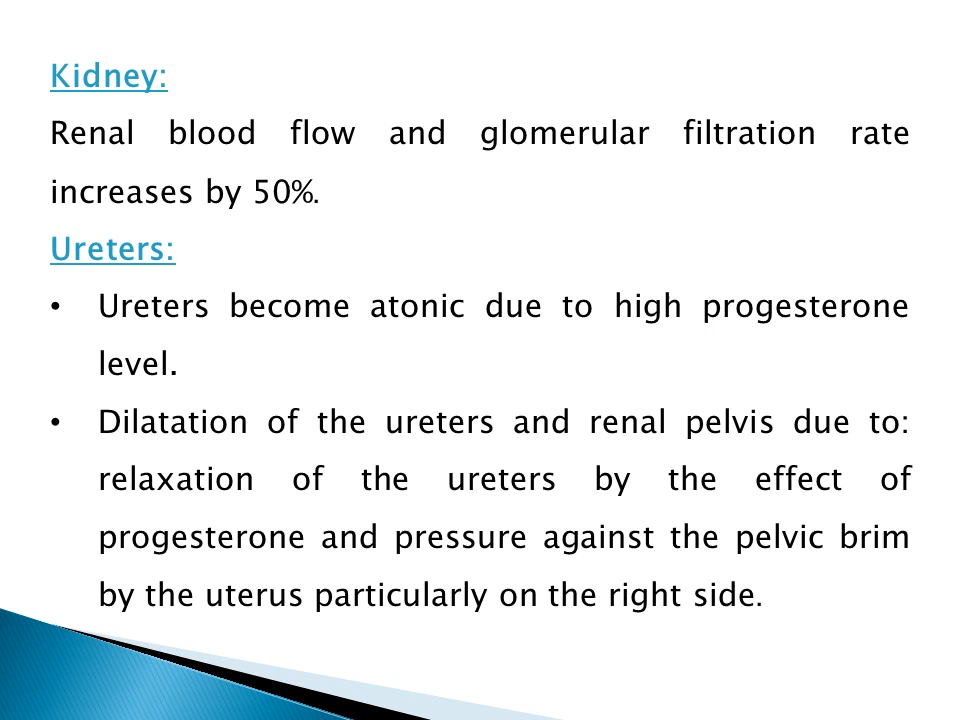 Kidney:
Renal blood flow and glomerular filtration rate
increases by 50%.
Ureters:
• Ureters become atonic due to high progesterone
level.
• Dilatation of the ureters and renal pelvis due to:
relaxation of the ureters by the effect of
progesterone and pressure against the pelvic brim
by the uterus particularly on the right side.